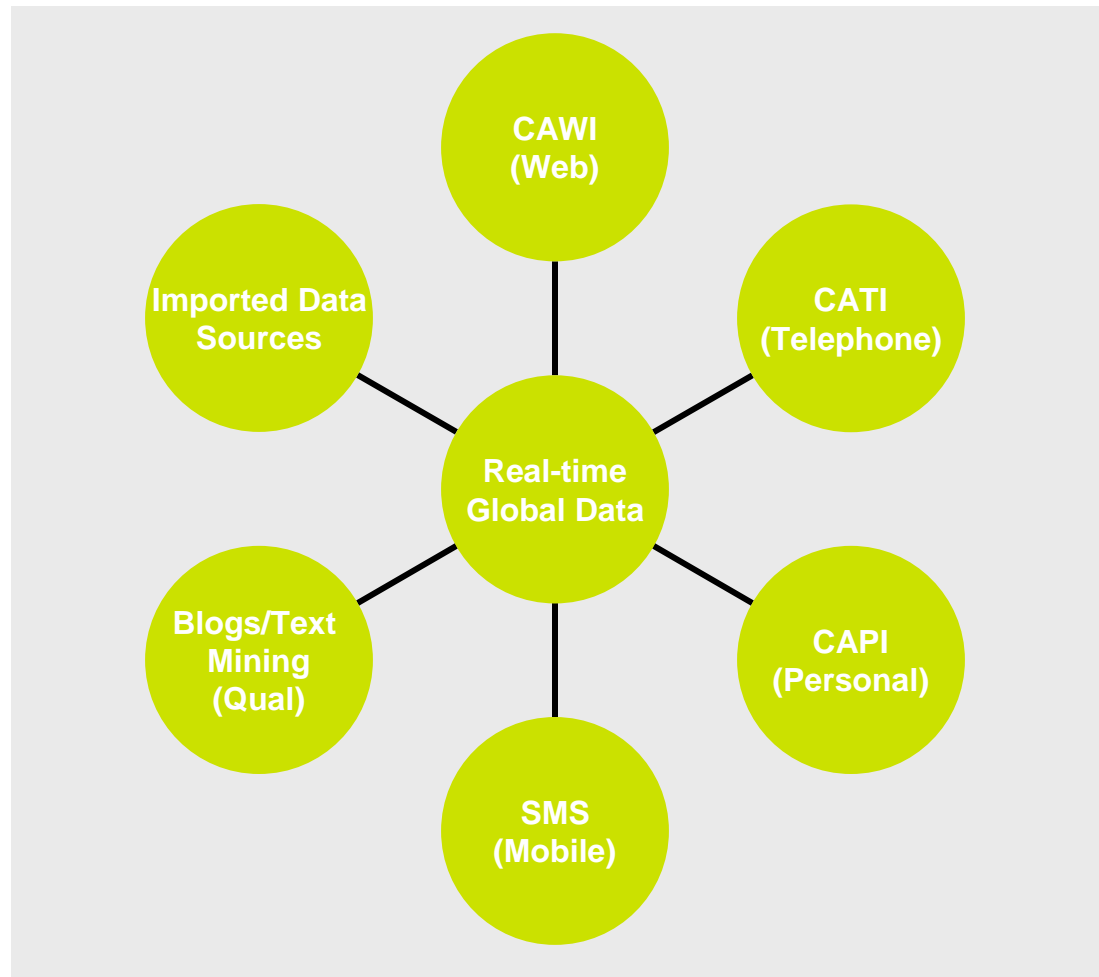 CAWI
(Web)
Imported Data
Sources
CATI
(Telephone)
Real-time
Global Data
Blogs/Text
Mining
(Qual)
CAPI
(Personal)
SMS
(Mobile)